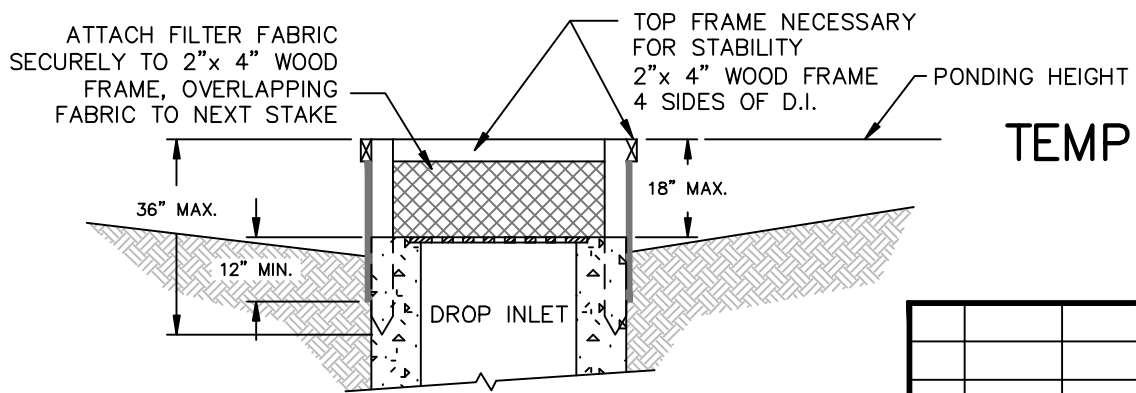 ATTACH FILTER FABRIC
SECURELY TO 2”x 4” WOOD
FRAME, OVERLAPPING
FABRIC TO NEXT STAKE
TOP FRAME NECESSARY
FOR STABILITY
2”x 4” WOOD FRAME
4 SIDES OF D.I.
PONDING HEIGHT
TEMP
36” MAX.
18” MAX.
12” MIN.
DROP INLET